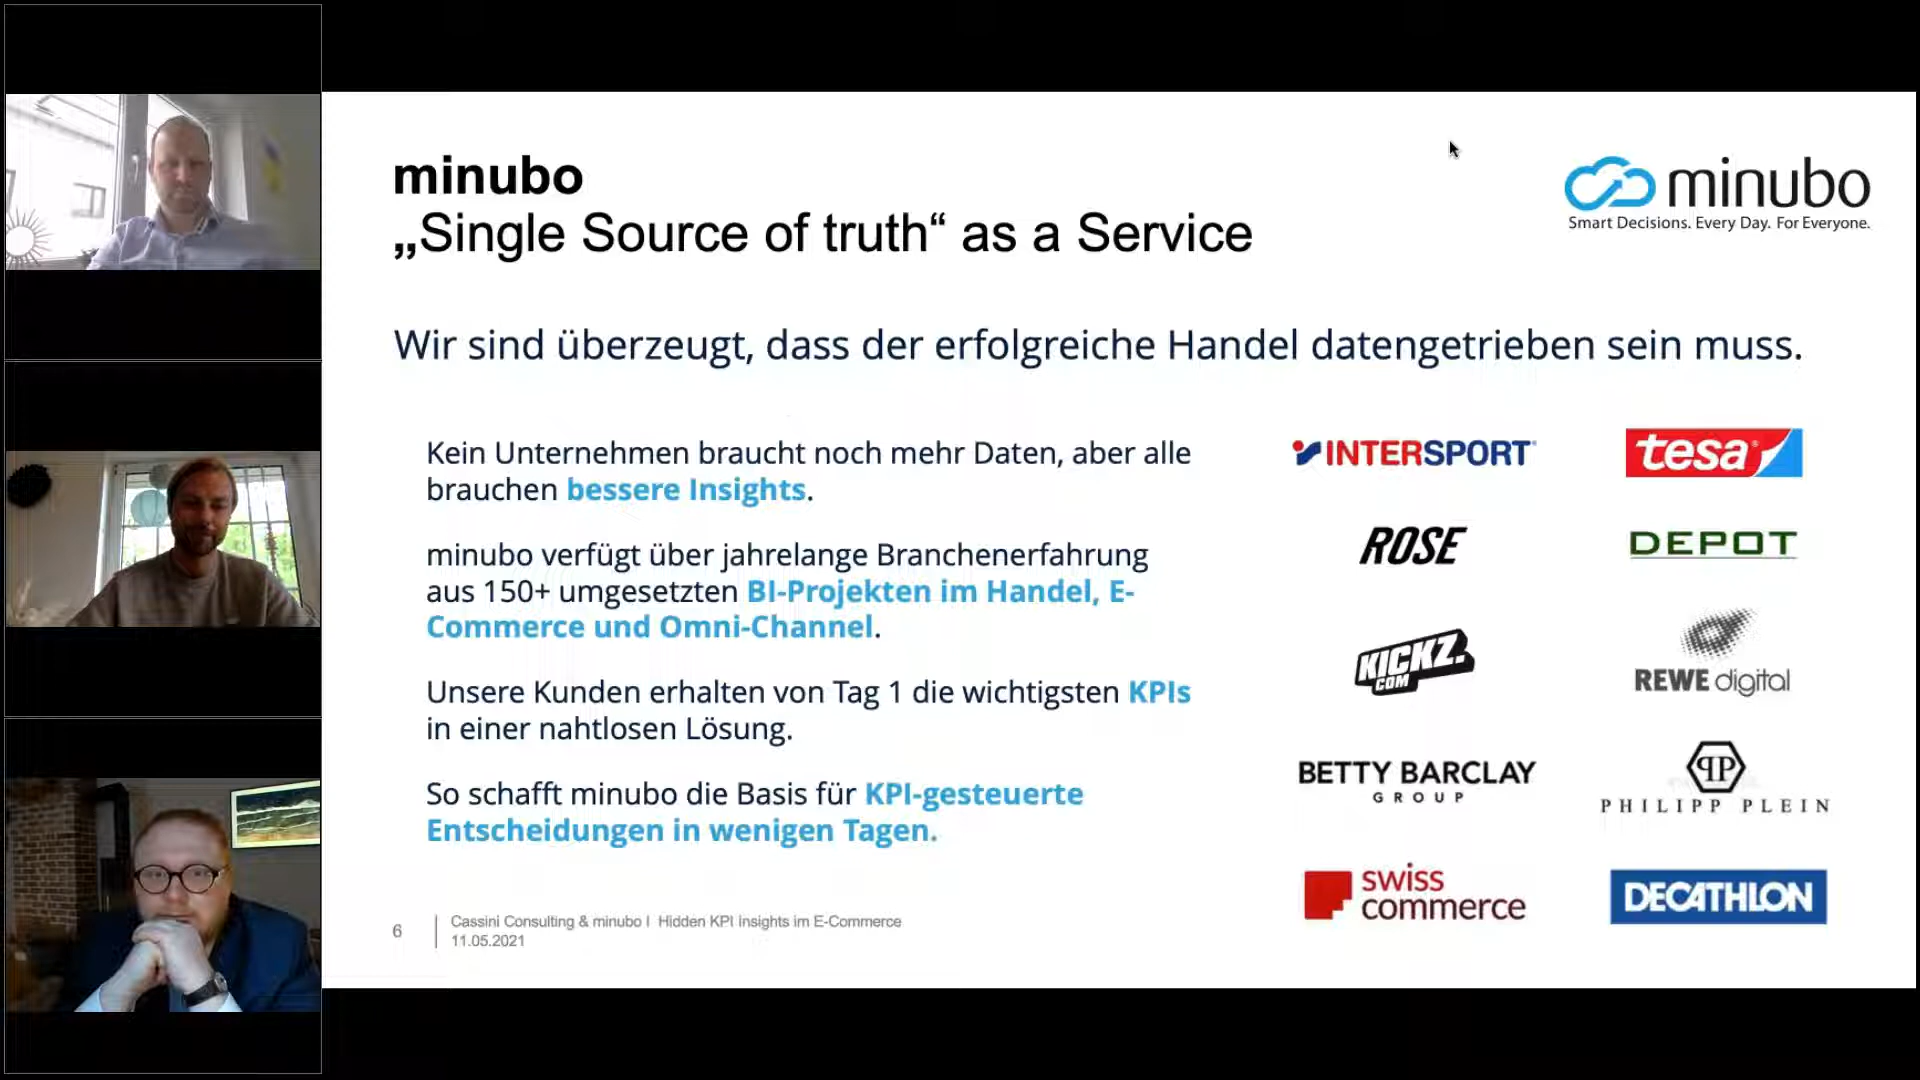 minubo
„Single Source of truth“ as a Service
minubo
Smart Decisions. Every Day. For Everyone.
Wir sind überzeugt, dass der erfolgreiche Handel datengetrieben sein muss.
Kein Unternehmen braucht noch mehr Daten, aber alle
brauchen bessere Insights.
minubo verfügt über jahrelange Branchenerfahrung
aus 150+ umgesetzten BI-Projekten im Handel, E-
Commerce und Omni-Channel.
Unsere Kunden erhalten von Tag 1 die wichtigsten KPIs
in einer nahtlosen Lösung.
So schafft minubo die Basis für KPI-gesteuerte
Entscheidungen in wenigen Tagen.
INTERSPORT
tesa
ROSE
DEPOT
KICKZ.
COM
REWE digital
BETTY BARCLAY
GROUP
PP
PHILIPP PLEIN
swiss
commerce
DECATHLON
6
Cassini Consulting & minubo I Hidden KPI Insights im E-Commerce
11.05.2021